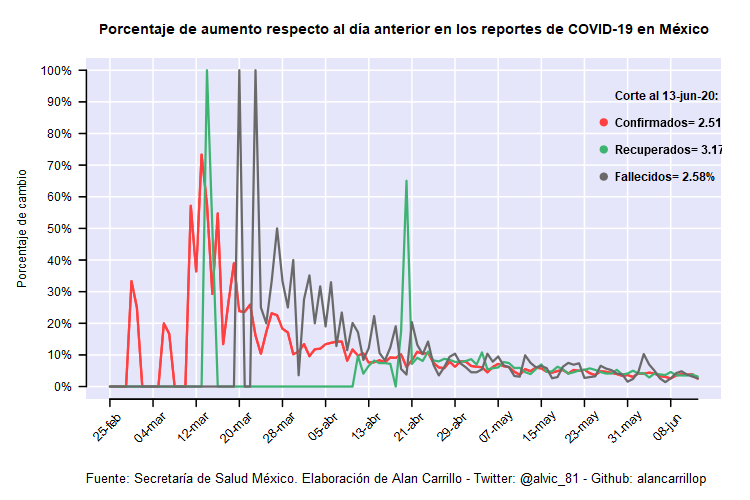 Porcentaje de aumento respecto al día anterior en los reportes de COVID-19 en México
Porcentaje de cambio
100%
90%
80%
70%
60%
50%
40%
30%
20%
10%
0%
Corte al 13-jun-20:
Confirmados= 2.51
Recuperados= 3.17
Fallecidos= 2.58%
25-feb
04-mar
12-mar
20-mar
28-mar
05-abr
13-abr
21-abr
29-abr
07-may
15-may
23-may
31-may
08-jun
Fuente: Secretaría de Salud México. Elaboración de Alan Carrillo - Twitter: @alvic_81 - Github: alancarrillop